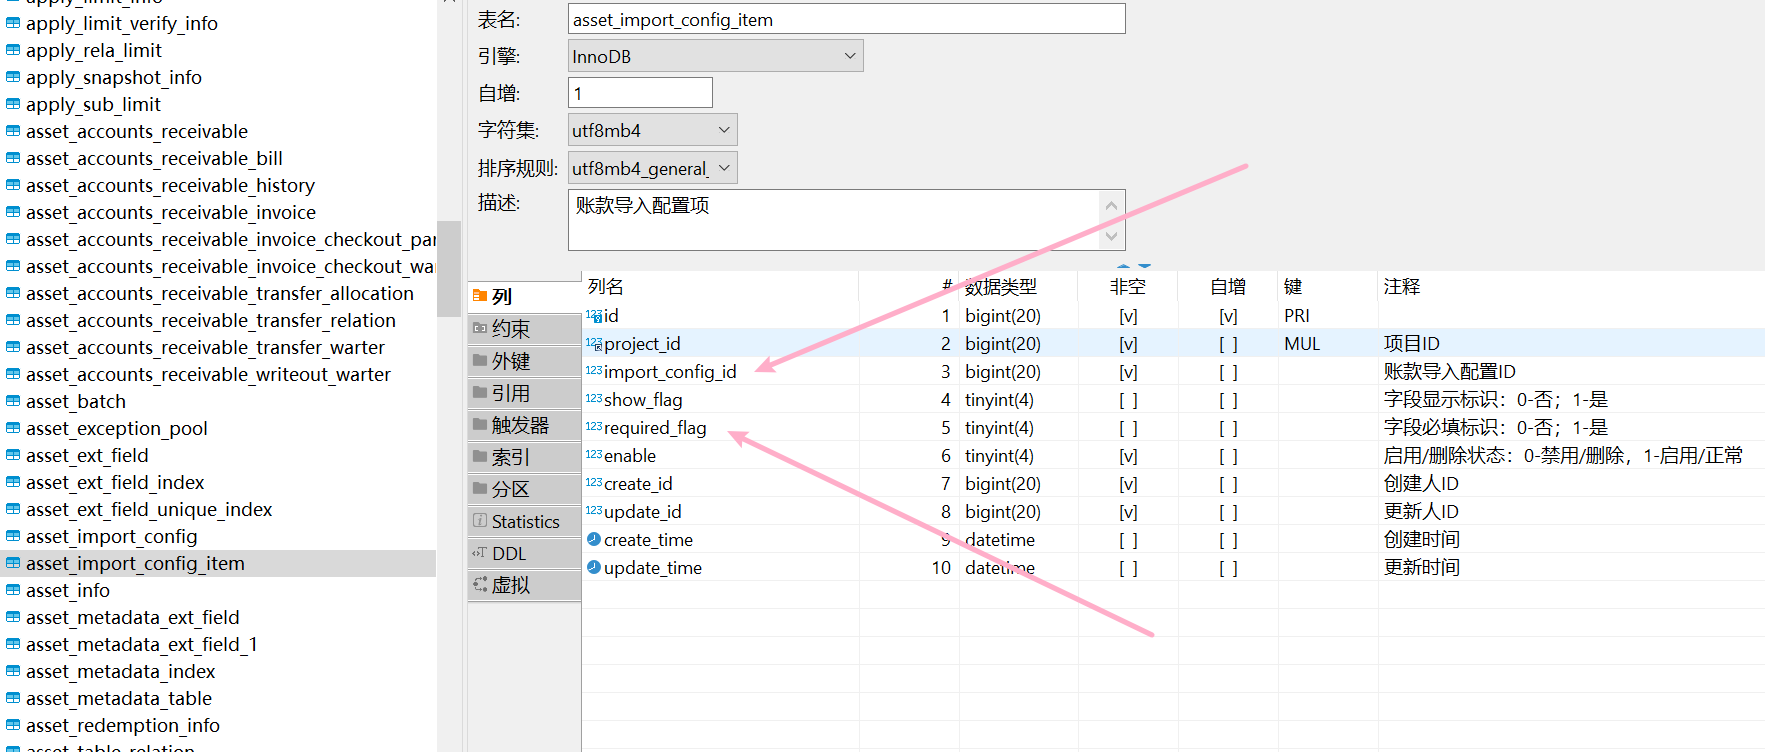 apply_limit_info
apply_limit_verify_info
apply_rela_limit
apply_snapshot_info
apply_sub_limit
asset_accounts_receivable
asset_accounts_receivable_bill
asset_accounts_receivable_history
asset_accounts_receivable_invoice
asset_accounts_receivable_invoice_checkout_par
asset_accounts_receivable_invoice_checkout_wa
asset_accounts_receivable_transfer_allocation
asset_accounts_receivable_transfer_relation
asset_accounts_receivable_transfer_warter
asset_accounts_receivable_writeout_warter
asset_batch
asset_exception_pool
asset_ext_field
asset_ext_field_index
asset_ext_field_unique_index
asset_import_config
asset_import_config_item
asset_info
asset_metadata_ext_field
asset_metadata_ext_field_1
asset_metadata_index
asset_metadata_table
asset_redemption_info
asset_table_relation
表名: asset_import_config_item
引擎: InnoDB
自增: 1
字符集: utf8mb4
排序规则: utf8mb4_general_
描述: 账款导入配置项
列
约束
外键
引用
触发器
索引
分区
Statistics
DDL
虚拟
列名 # 数据类型 非空 自增 键 注释
123 id 1 bigint(20) [v] [v] PRI
123 project_id 2 bigint(20) [v] [ ] MUL 项目ID
123 import_config_id 3 bigint(20) [v] [ ] 账款导入配置ID
123 show_flag 4 tinyint(4) [ ] [ ] 字段显示标识：0-否；1-是
123 required_flag 5 tinyint(4) [ ] [ ] 字段必填标识：0-否；1-是
123 enable 6 tinyint(4) [v] [ ] 启用/删除状态：0-禁用/删除，1-启用/正常
123 create_id 7 bigint(20) [v] [ ] 创建人ID
123 update_id 8 bigint(20) [v] [ ] 更新人ID
create_time 9 datetime [ ] [ ] 创建时间
update_time 10 datetime [ ] [ ] 更新时间